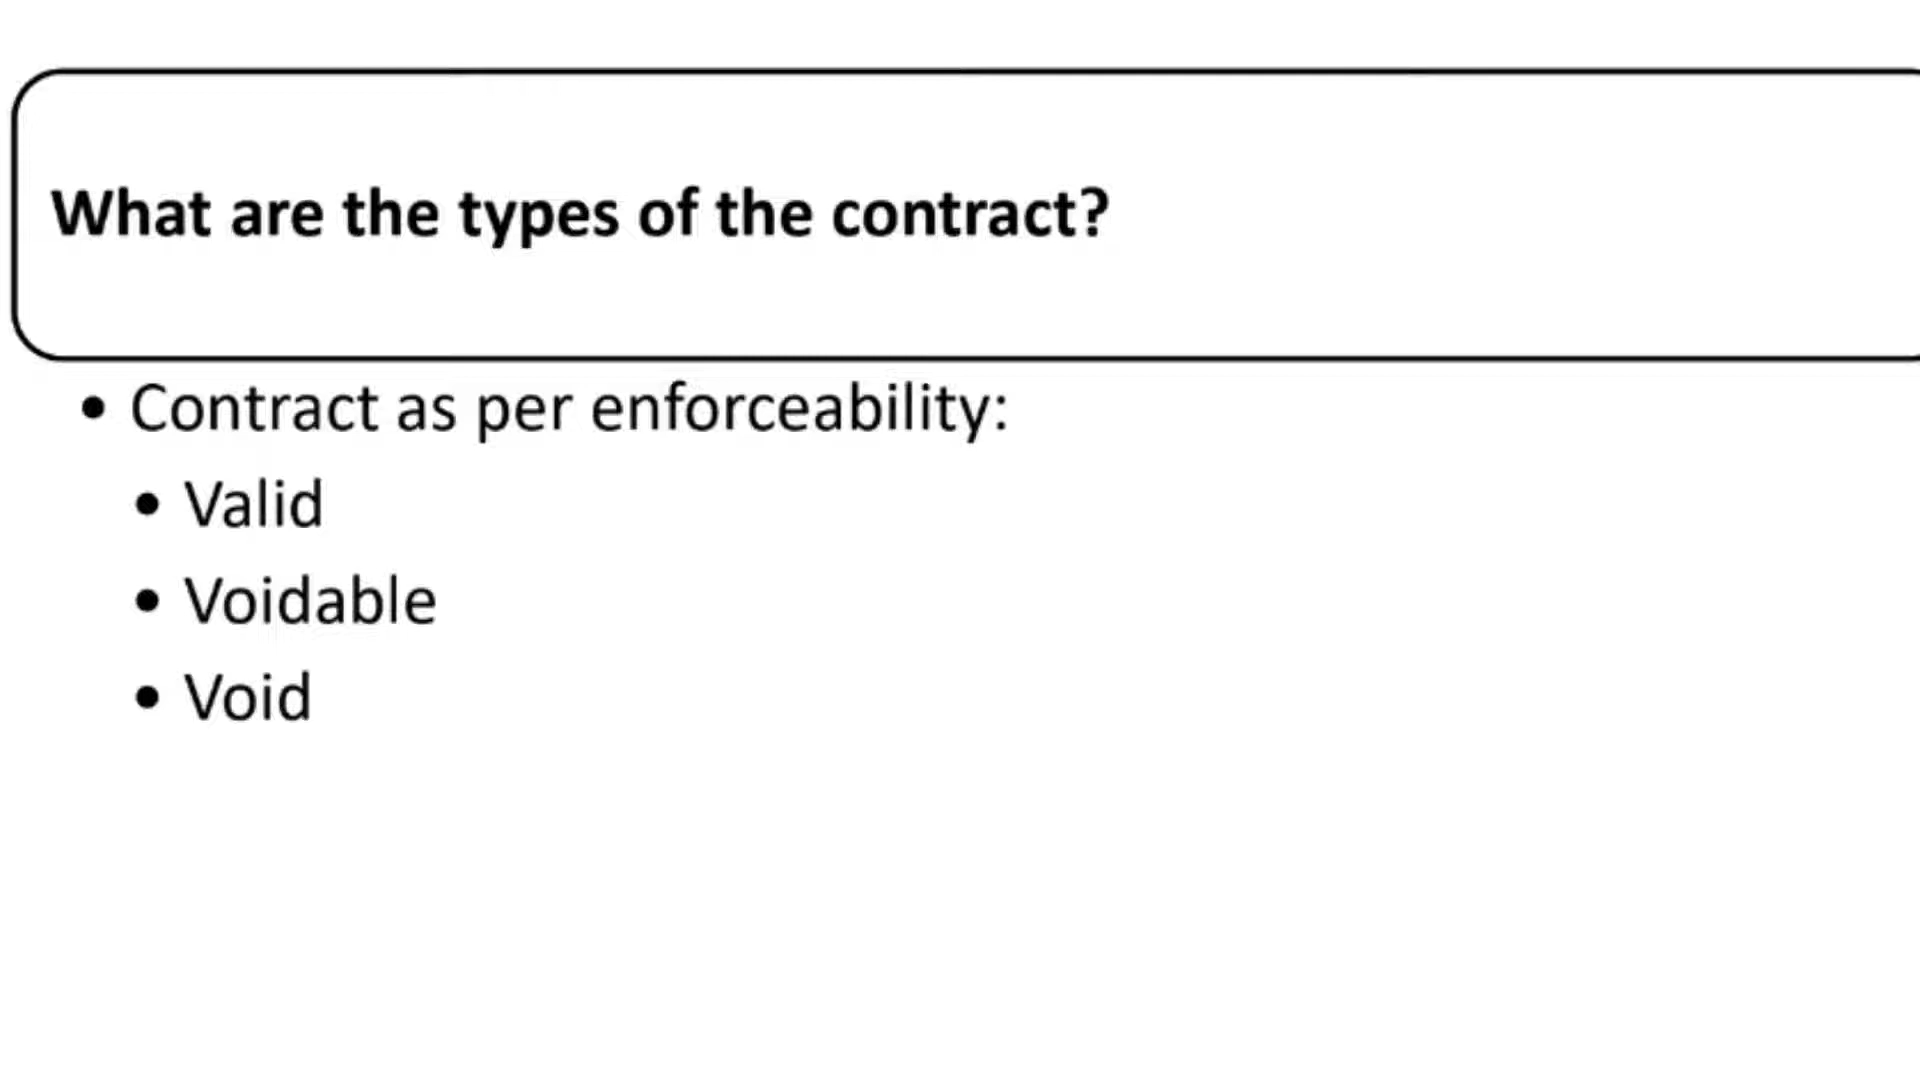 What are the types of the contract?
• Contract as per enforceability:
• Valid
• Voidable
• Void